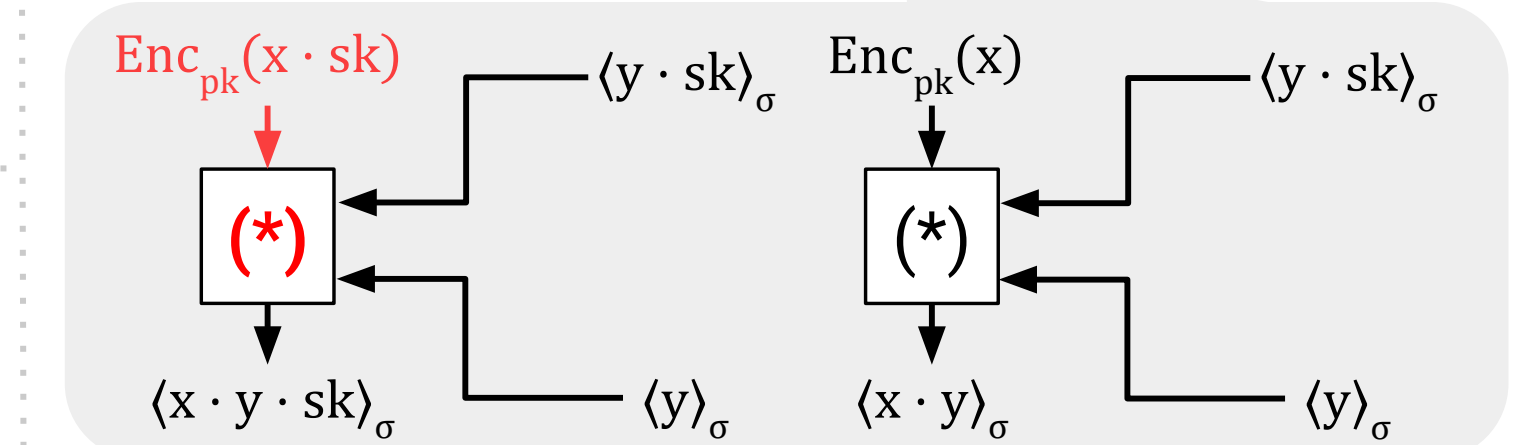 Enc_pk(x · sk) ⟨y · sk⟩_σ Enc_pk(x) ⟨y · sk⟩_σ
(*) (*)
⟨x · y · sk⟩_σ ⟨y⟩_σ ⟨x · y⟩_σ ⟨y⟩_σ